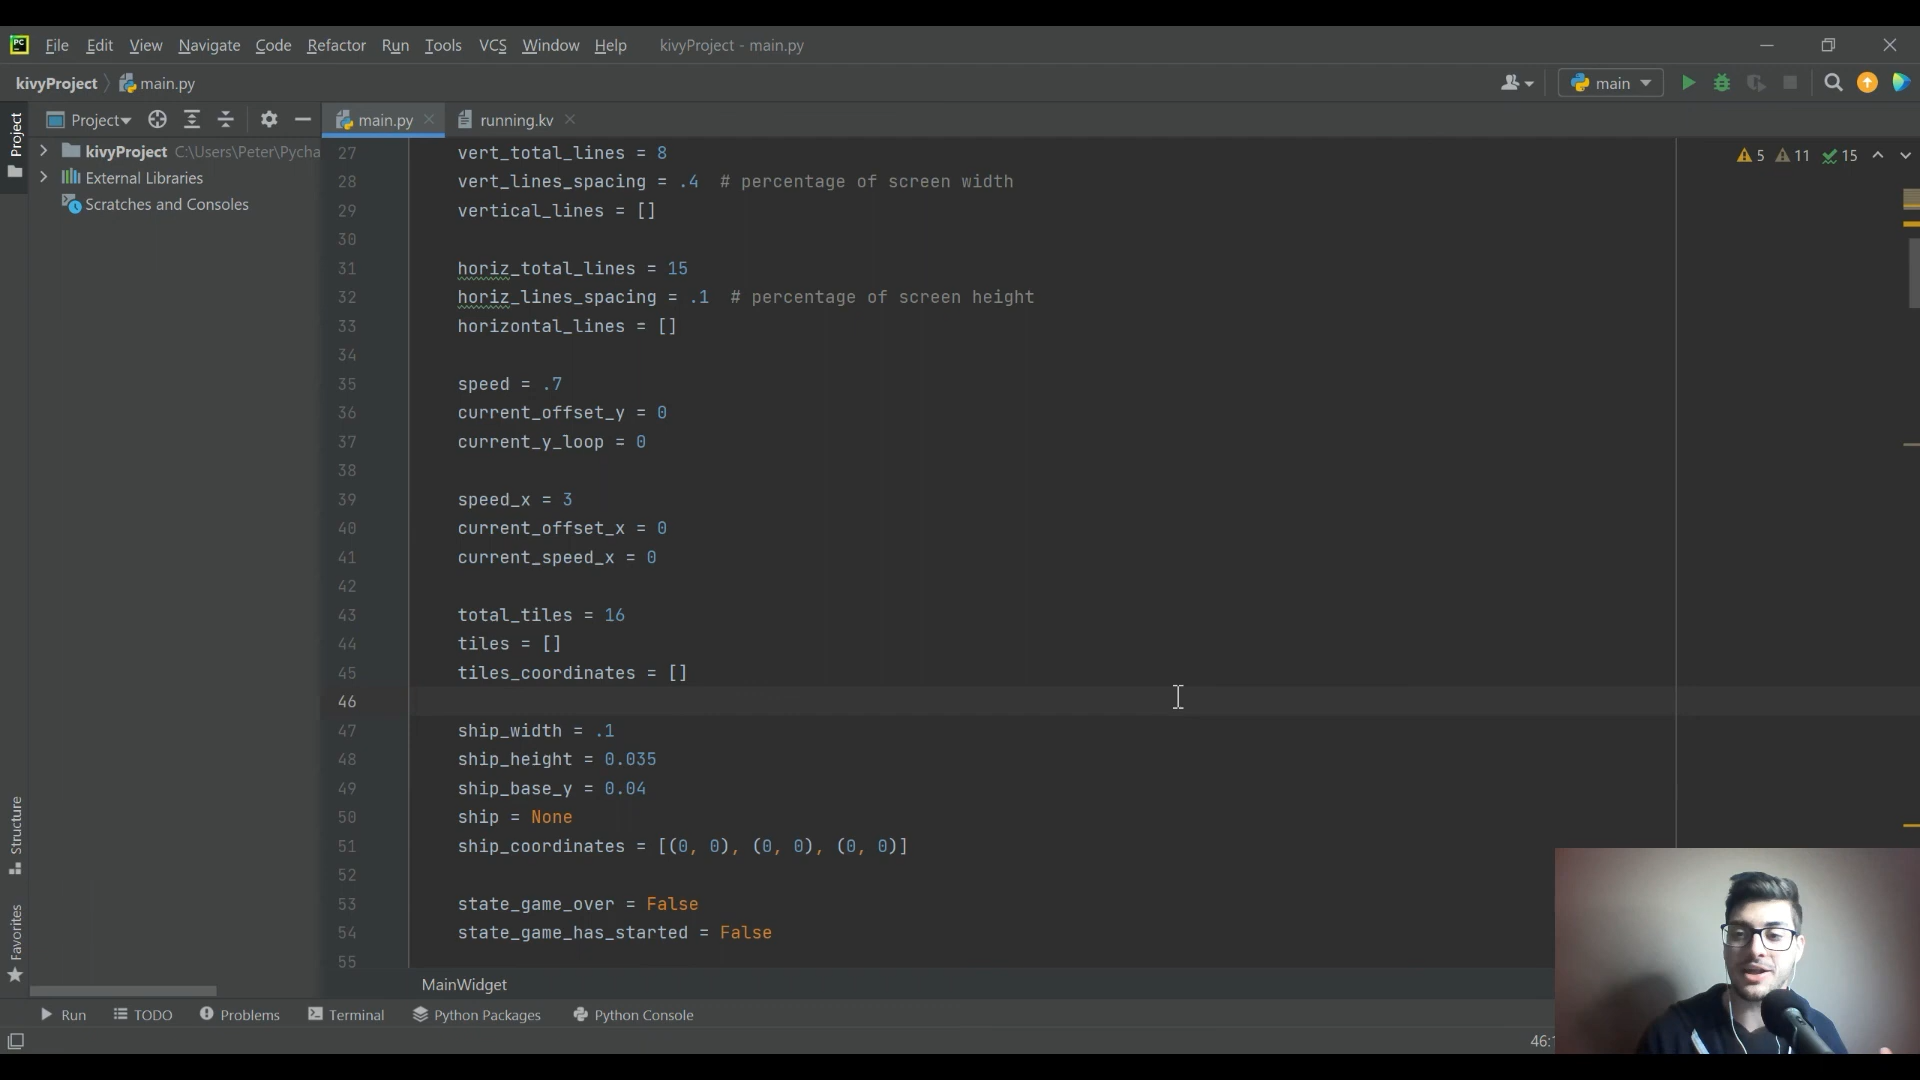 PC File Edit View Navigate Code Refactor Run Tools VCS Window Help kivyProject - main.py
kivyProject main.py main
Project main.py running.kv
Project
kivyProject C:\Users\Peter\Pycha
External Libraries
Scratches and Consoles
5 11 15
27 vert_total_lines = 8
28 vert_lines_spacing = .4 # percentage of screen width
29 vertical_lines = []
30
31 horiz_total_lines = 15
32 horiz_lines_spacing = .1 # percentage of screen height
33 horizontal_lines = []
34
35 speed = .7
36 current_offset_y = 0
37 current_y_loop = 0
38
39 speed_x = 3
40 current_offset_x = 0
41 current_speed_x = 0
42
43 total_tiles = 16
44 tiles = []
45 tiles_coordinates = []
46
47 ship_width = .1
48 ship_height = 0.035
49 ship_base_y = 0.04
50 ship = None
51 ship_coordinates = [(0, 0), (0, 0), (0, 0)]
52
53 state_game_over = False
54 state_game_has_started = False
55
Structure
Favorites
MainWidget
Run TODO Problems Terminal Python Packages Python Console
46: